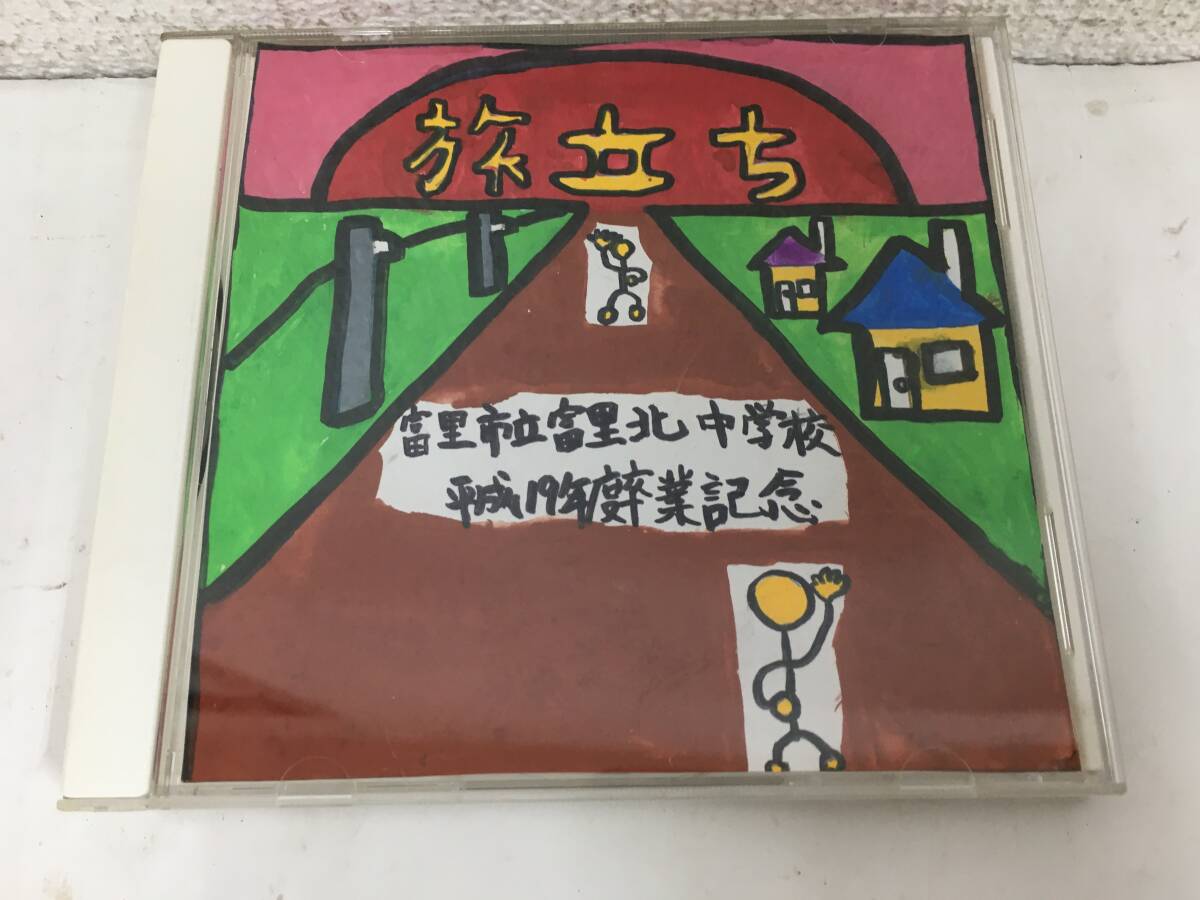 旅立ち
富里市立富里北中学校
平成19年度卒業記念